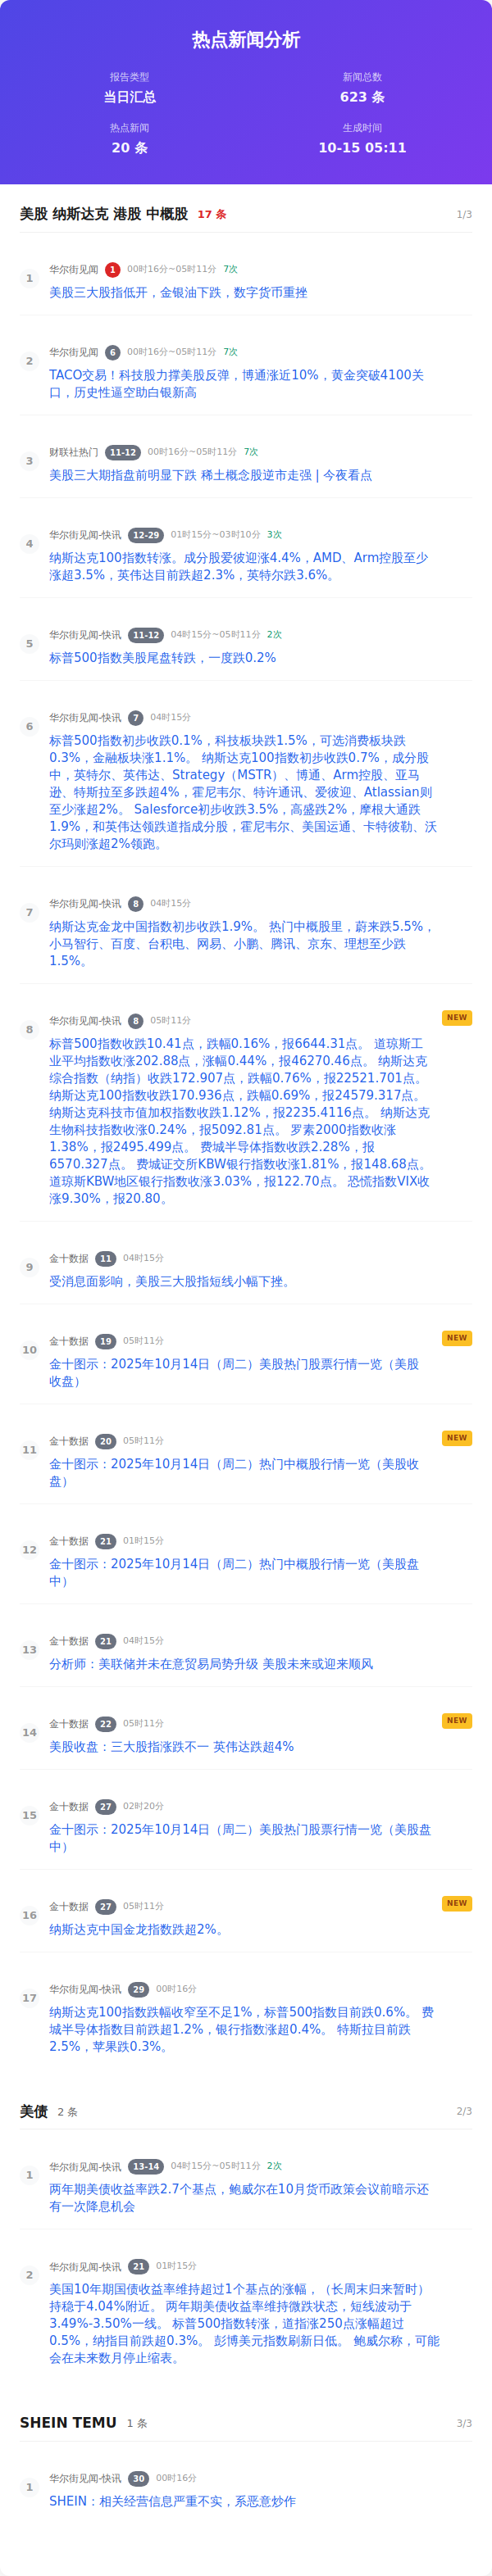 热点新闻分析
报告类型
新闻总数
当日汇总
623 条
热点新闻
生成时间
20 条
10-15 05:11
美股 纳斯达克 港股 中概股 17 条 1/3
1
华尔街见闻 1 00时16分~05时11分 7次
美股三大股指低开，金银油下跌，数字货币重挫
2
华尔街见闻 6 00时16分~05时11分 7次
TACO交易！科技股力撑美股反弹，博通涨近10%，黄金突破4100关
口，历史性逼空助白银新高
3
财联社热门 11-12 00时16分~05时11分 7次
美股三大期指盘前明显下跌 稀土概念股逆市走强 | 今夜看点
4
华尔街见闻-快讯 12-29 01时15分~03时10分 3次
纳斯达克100指数转涨。成分股爱彼迎涨4.4%，AMD、Arm控股至少
涨超3.5%，英伟达目前跌超2.3%，英特尔跌3.6%。
5
华尔街见闻-快讯 11-12 04时15分~05时11分 2次
标普500指数美股尾盘转跌，一度跌0.2%
6
华尔街见闻-快讯 7 04时15分
标普500指数初步收跌0.1%，科技板块跌1.5%，可选消费板块跌
0.3%，金融板块涨1.1%。 纳斯达克100指数初步收跌0.7%，成分股
中，英特尔、英伟达、Strategy（MSTR）、博通、Arm控股、亚马
逊、特斯拉至多跌超4%，霍尼韦尔、特许通讯、爱彼迎、Atlassian则
至少涨超2%。 Salesforce初步收跌3.5%，高盛跌2%，摩根大通跌
1.9%，和英伟达领跌道指成分股，霍尼韦尔、美国运通、卡特彼勒、沃
尔玛则涨超2%领跑。
7
华尔街见闻-快讯 8 04时15分
纳斯达克金龙中国指数初步收跌1.9%。 热门中概股里，蔚来跌5.5%，
小马智行、百度、台积电、网易、小鹏、腾讯、京东、理想至少跌
1.5%。
8
华尔街见闻-快讯 8 05时11分 NEW
标普500指数收跌10.41点，跌幅0.16%，报6644.31点。 道琼斯工
业平均指数收涨202.88点，涨幅0.44%，报46270.46点。 纳斯达克
综合指数（纳指）收跌172.907点，跌幅0.76%，报22521.701点。
纳斯达克100指数收跌170.936点，跌幅0.69%，报24579.317点。
纳斯达克科技市值加权指数收跌1.12%，报2235.4116点。 纳斯达克
生物科技指数收涨0.24%，报5092.81点。 罗素2000指数收涨
1.38%，报2495.499点。 费城半导体指数收跌2.28%，报
6570.327点。 费城证交所KBW银行指数收涨1.81%，报148.68点。
道琼斯KBW地区银行指数收涨3.03%，报122.70点。 恐慌指数VIX收
涨9.30%，报20.80。
9
金十数据 11 04时15分
受消息面影响，美股三大股指短线小幅下挫。
10
金十数据 19 05时11分 NEW
金十图示：2025年10月14日（周二）美股热门股票行情一览（美股
收盘）
11
金十数据 20 05时11分 NEW
金十图示：2025年10月14日（周二）热门中概股行情一览（美股收
盘）
12
金十数据 21 01时15分
金十图示：2025年10月14日（周二）热门中概股行情一览（美股盘
中）
13
金十数据 21 04时15分
分析师：美联储并未在意贸易局势升级 美股未来或迎来顺风
14
金十数据 22 05时11分 NEW
美股收盘：三大股指涨跌不一 英伟达跌超4%
15
金十数据 27 02时20分
金十图示：2025年10月14日（周二）美股热门股票行情一览（美股盘
中）
16
金十数据 27 05时11分 NEW
纳斯达克中国金龙指数跌超2%。
17
华尔街见闻-快讯 29 00时16分
纳斯达克100指数跌幅收窄至不足1%，标普500指数目前跌0.6%。 费
城半导体指数目前跌超1.2%，银行指数涨超0.4%。 特斯拉目前跌
2.5%，苹果跌0.3%。
美债 2 条 2/3
1
华尔街见闻-快讯 13-14 04时15分~05时11分 2次
两年期美债收益率跌2.7个基点，鲍威尔在10月货币政策会议前暗示还
有一次降息机会
2
华尔街见闻-快讯 21 01时15分
美国10年期国债收益率维持超过1个基点的涨幅，（长周末归来暂时）
持稳于4.04%附近。 两年期美债收益率维持微跌状态，短线波动于
3.49%-3.50%一线。 标普500指数转涨，道指涨250点涨幅超过
0.5%，纳指目前跌超0.3%。 彭博美元指数刷新日低。 鲍威尔称，可能
会在未来数月停止缩表。
SHEIN TEMU 1 条 3/3
1
华尔街见闻-快讯 30 00时16分
SHEIN：相关经营信息严重不实，系恶意炒作